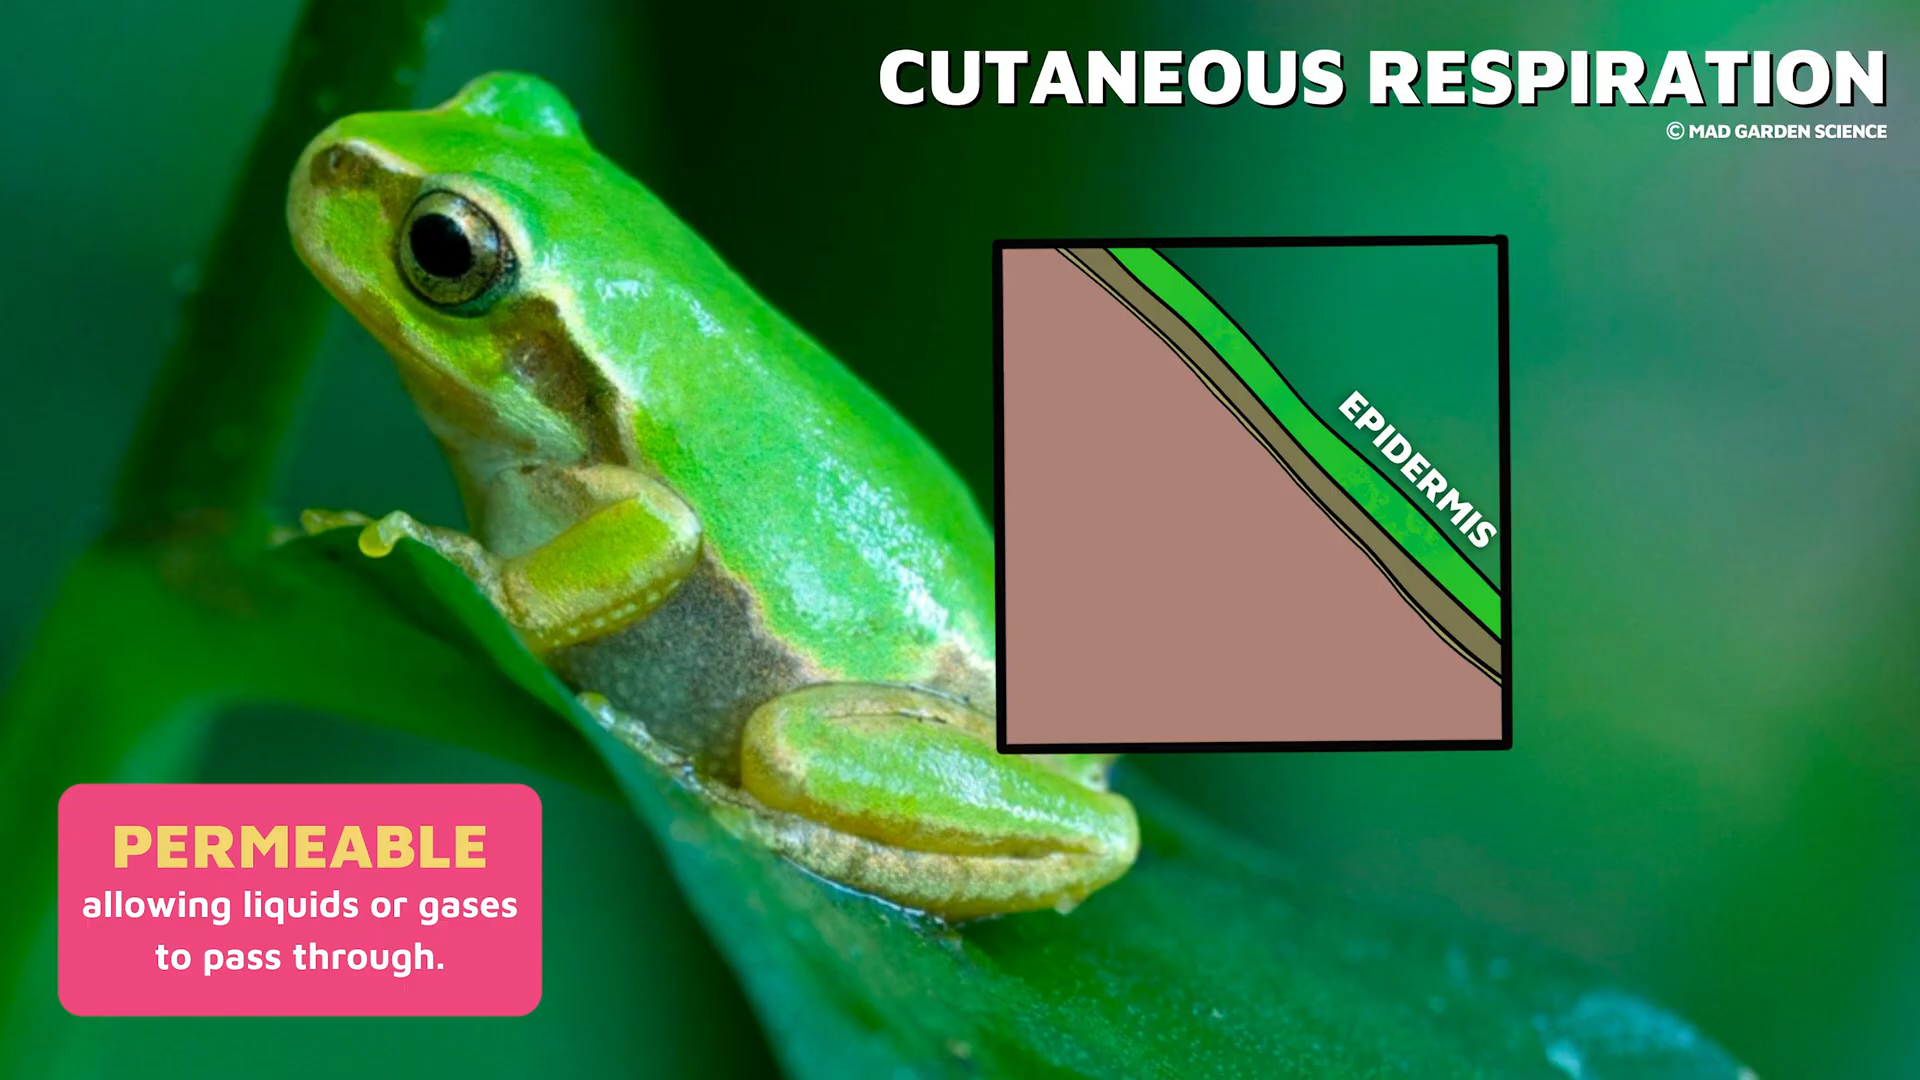 CUTANEOUS RESPIRATION
© MAD GARDEN SCIENCE
EPIDERMIS
PERMEABLE
allowing liquids or gases
to pass through.